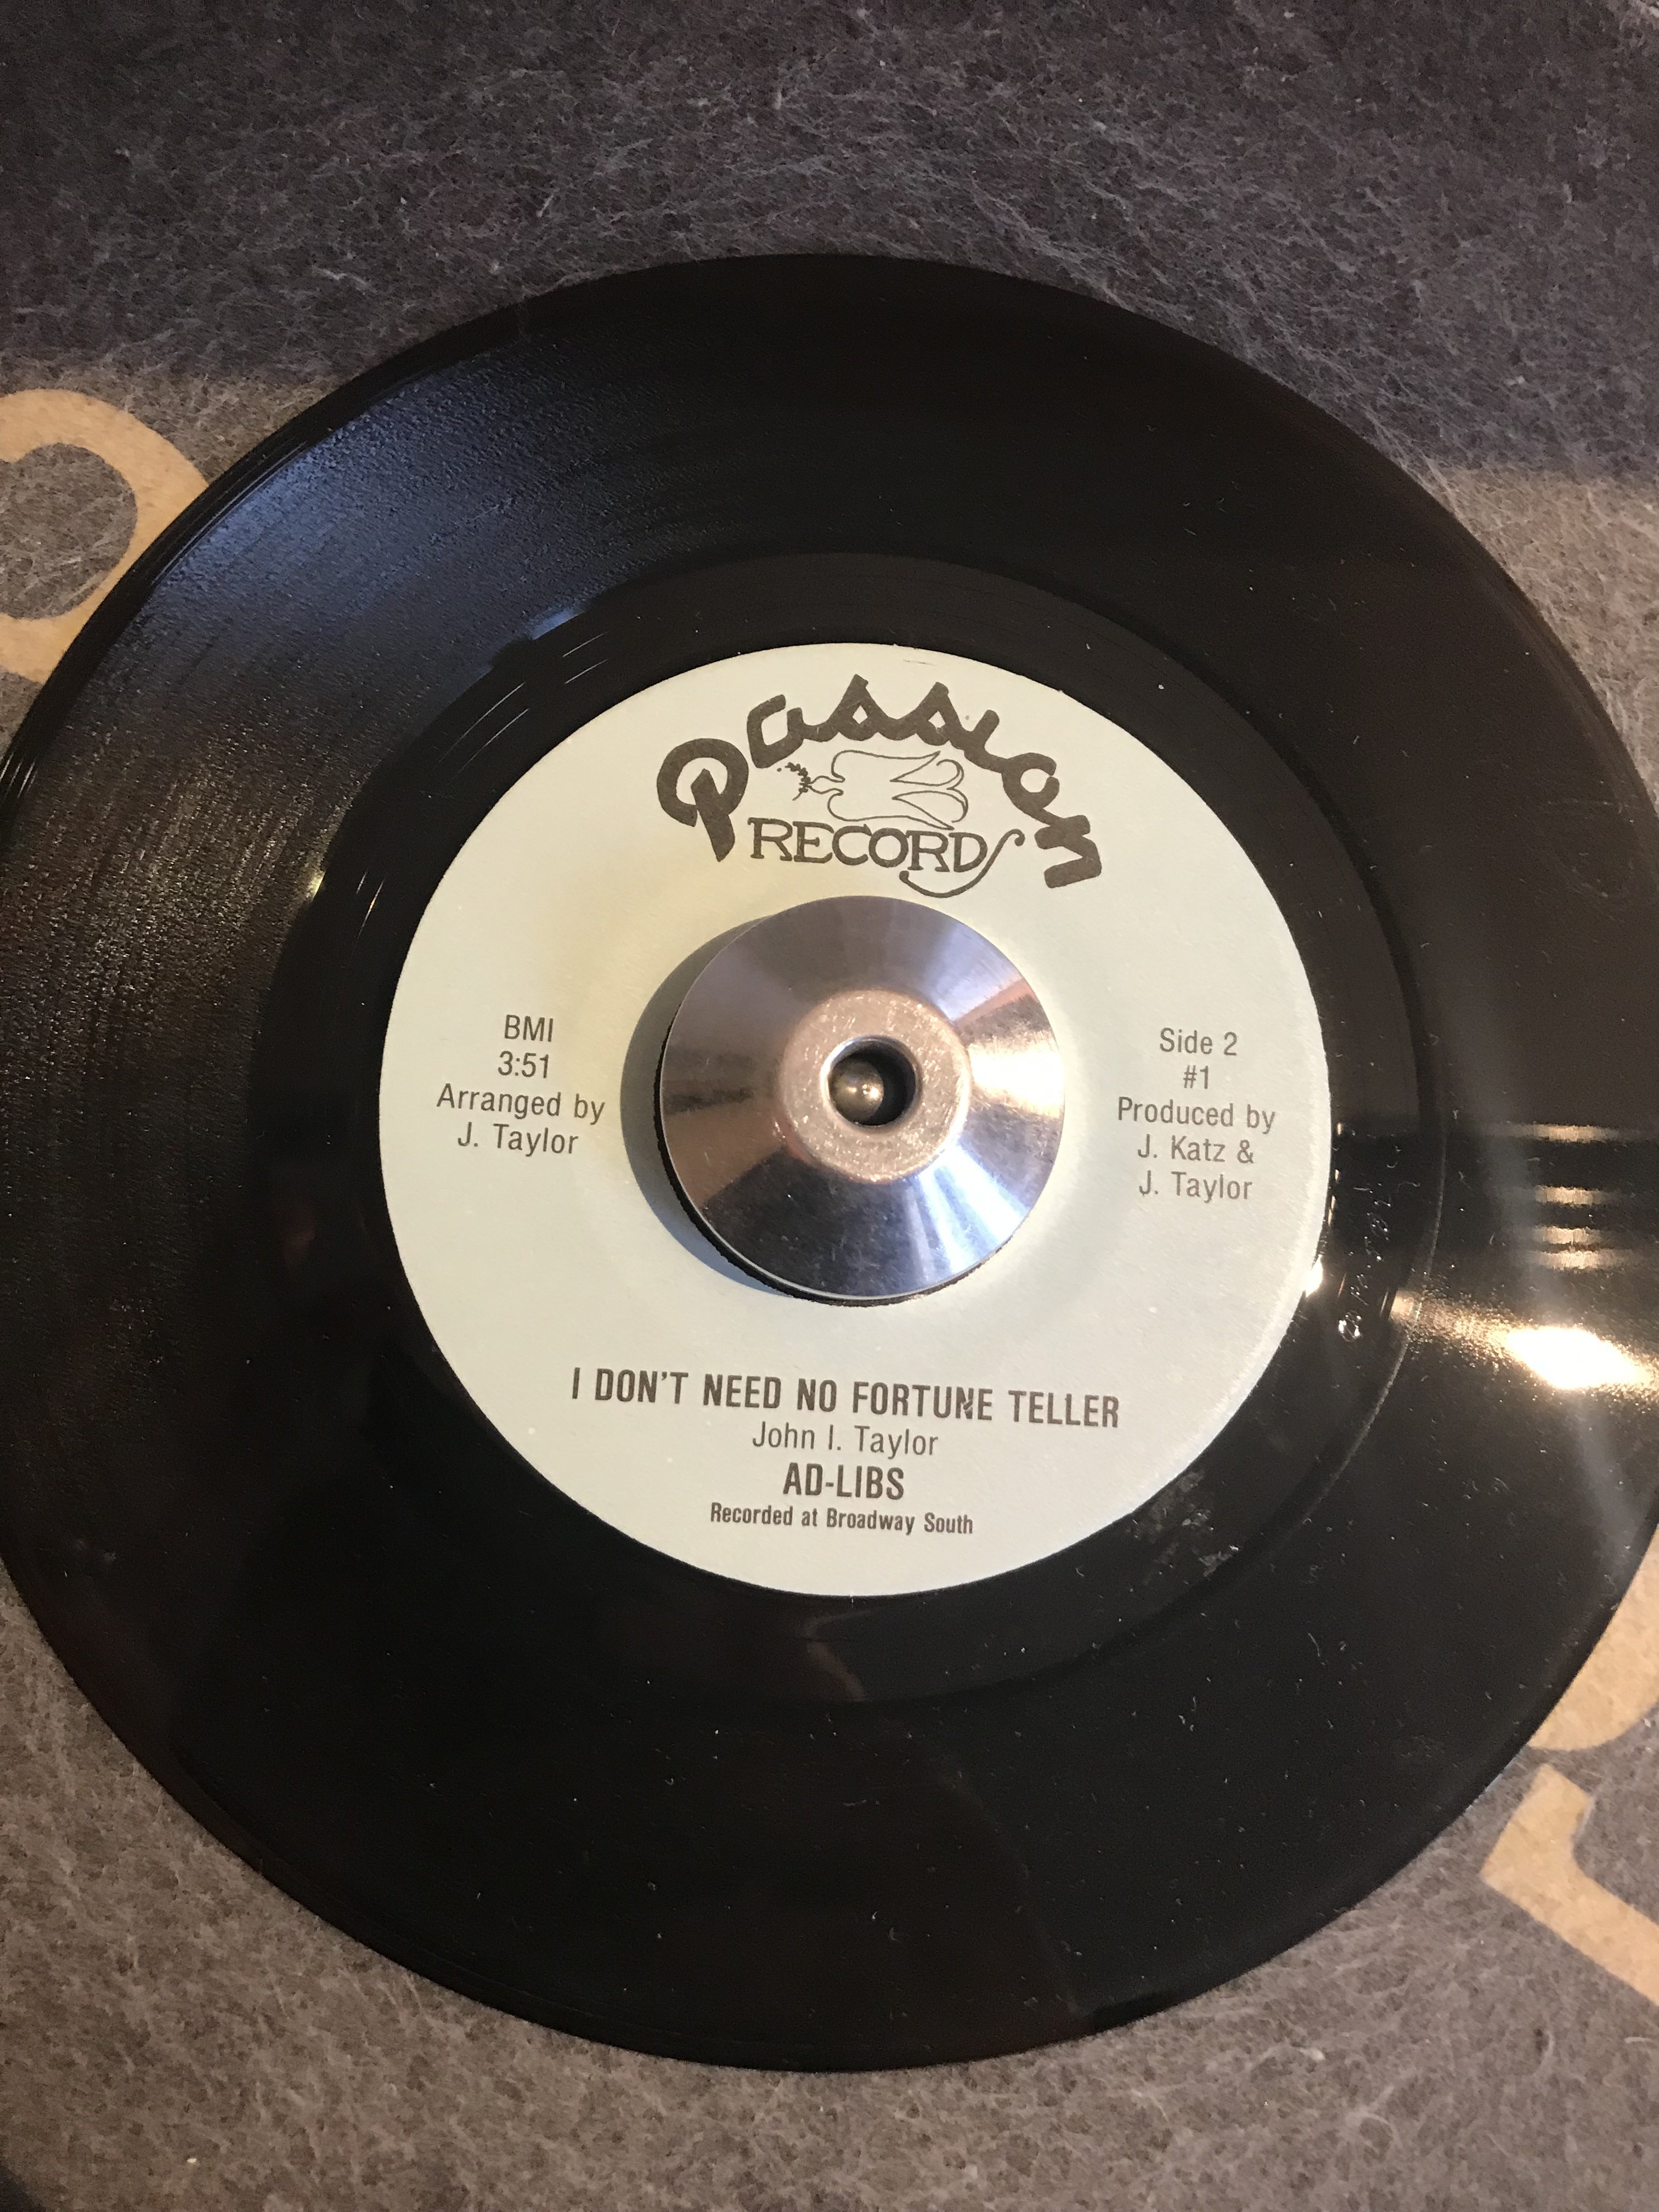 Passion
RECORDS
BMI
3:51
Arranged by
J. Taylor
Side 2
#1
Produced by
J. Katz &
J. Taylor
I DON'T NEED NO FORTUNE TELLER
John I. Taylor
AD-LIBS
Recorded at Broadway South